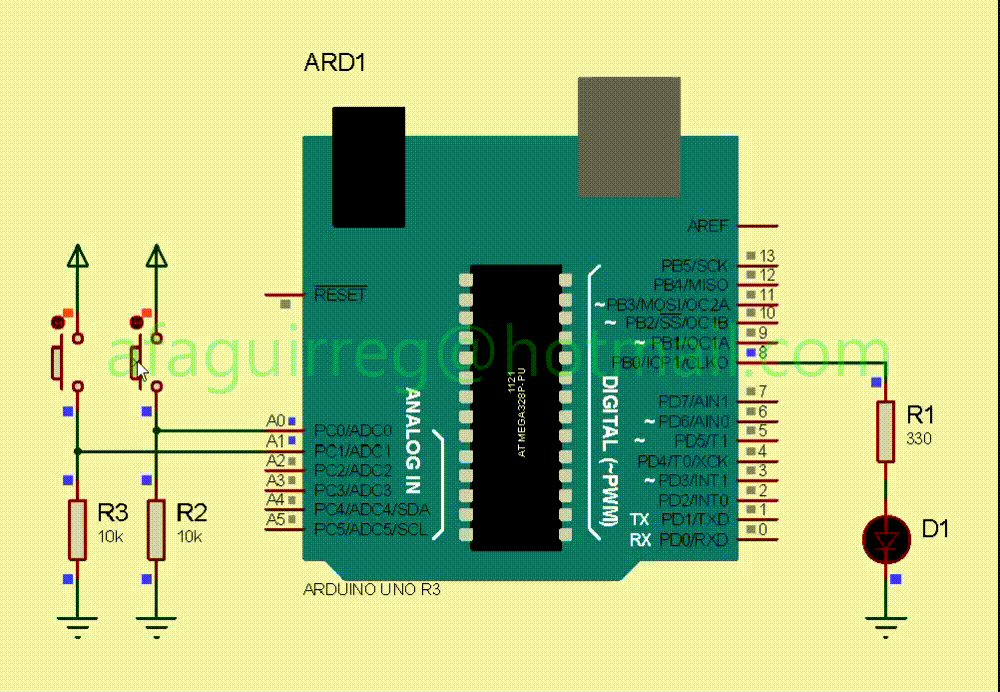 ARD1
AREF
13
PB5/SCK
12
PB4/MISO
11
~PB3/MOSI/OC2A
10
~ PB2/SS/OC1B
9
~ PB1/OC1A
8
PB0/ICP1/CLKO
RESET
afaguirreg@hotmail.com
1121
ATMEGA328P-PU
ANALOG IN
DIGITAL (~PWM)
7
PD7/AIN1
6
~ PD6/AIN0
5
~ PD5/T1
4
PD4/T0/XCK
3
~ PD3/INT1
2
PD2/INT0
1
TX PD1/TXD
0
RX PD0/RXD
A0
PC0/ADC0
A1
PC1/ADC1
A2
PC2/ADC2
A3
PC3/ADC3
A4
PC4/ADC4/SDA
A5
PC5/ADC5/SCL
R3
10k
R2
10k
R1
330
D1
ARDUINO UNO R3